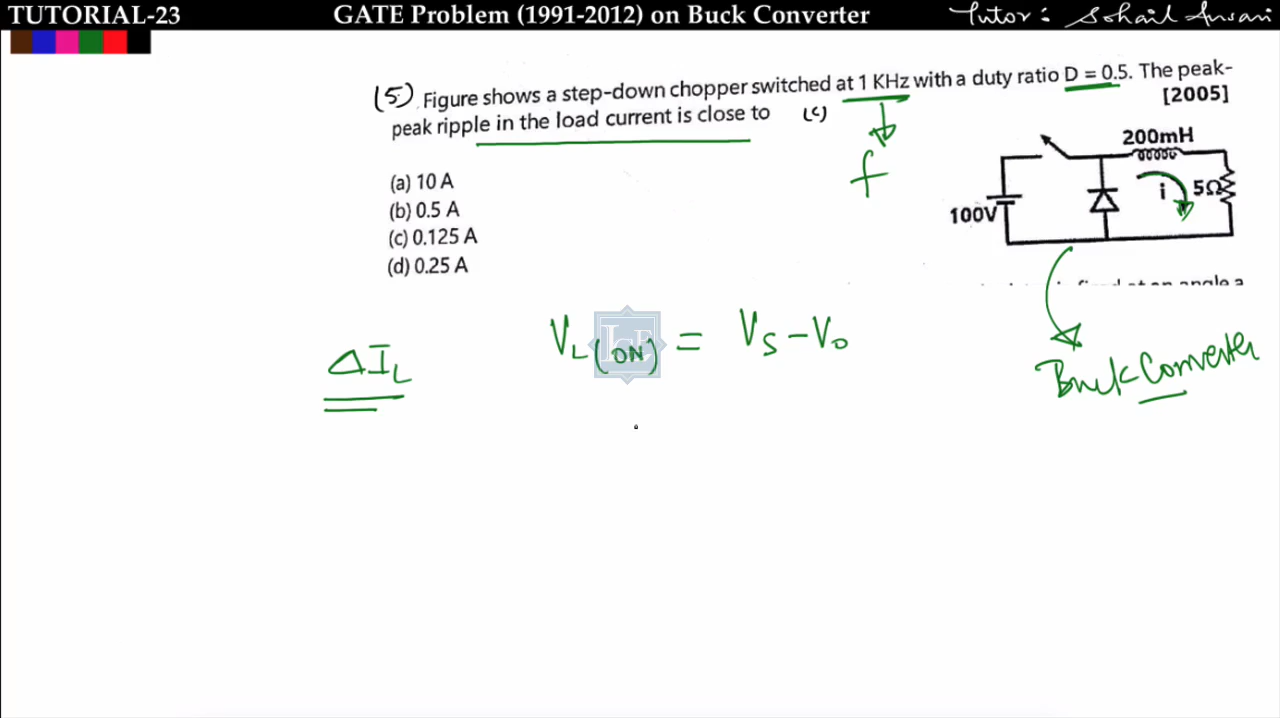 TUTORIAL-23
GATE Problem (1991-2012) on Buck Converter
Tutor: Sohail Ansari
(5). Figure shows a step-down chopper switched at 1 KHz with a duty ratio D = 0.5. The peak-
peak ripple in the load current is close to (c)
[2005]
f
(a) 10 A
(b) 0.5 A
(c) 0.125 A
(d) 0.25 A
200mH
100V
i
5Ω
ΔI_L
V_L(ON) = V_S - V_O
Buck Converter